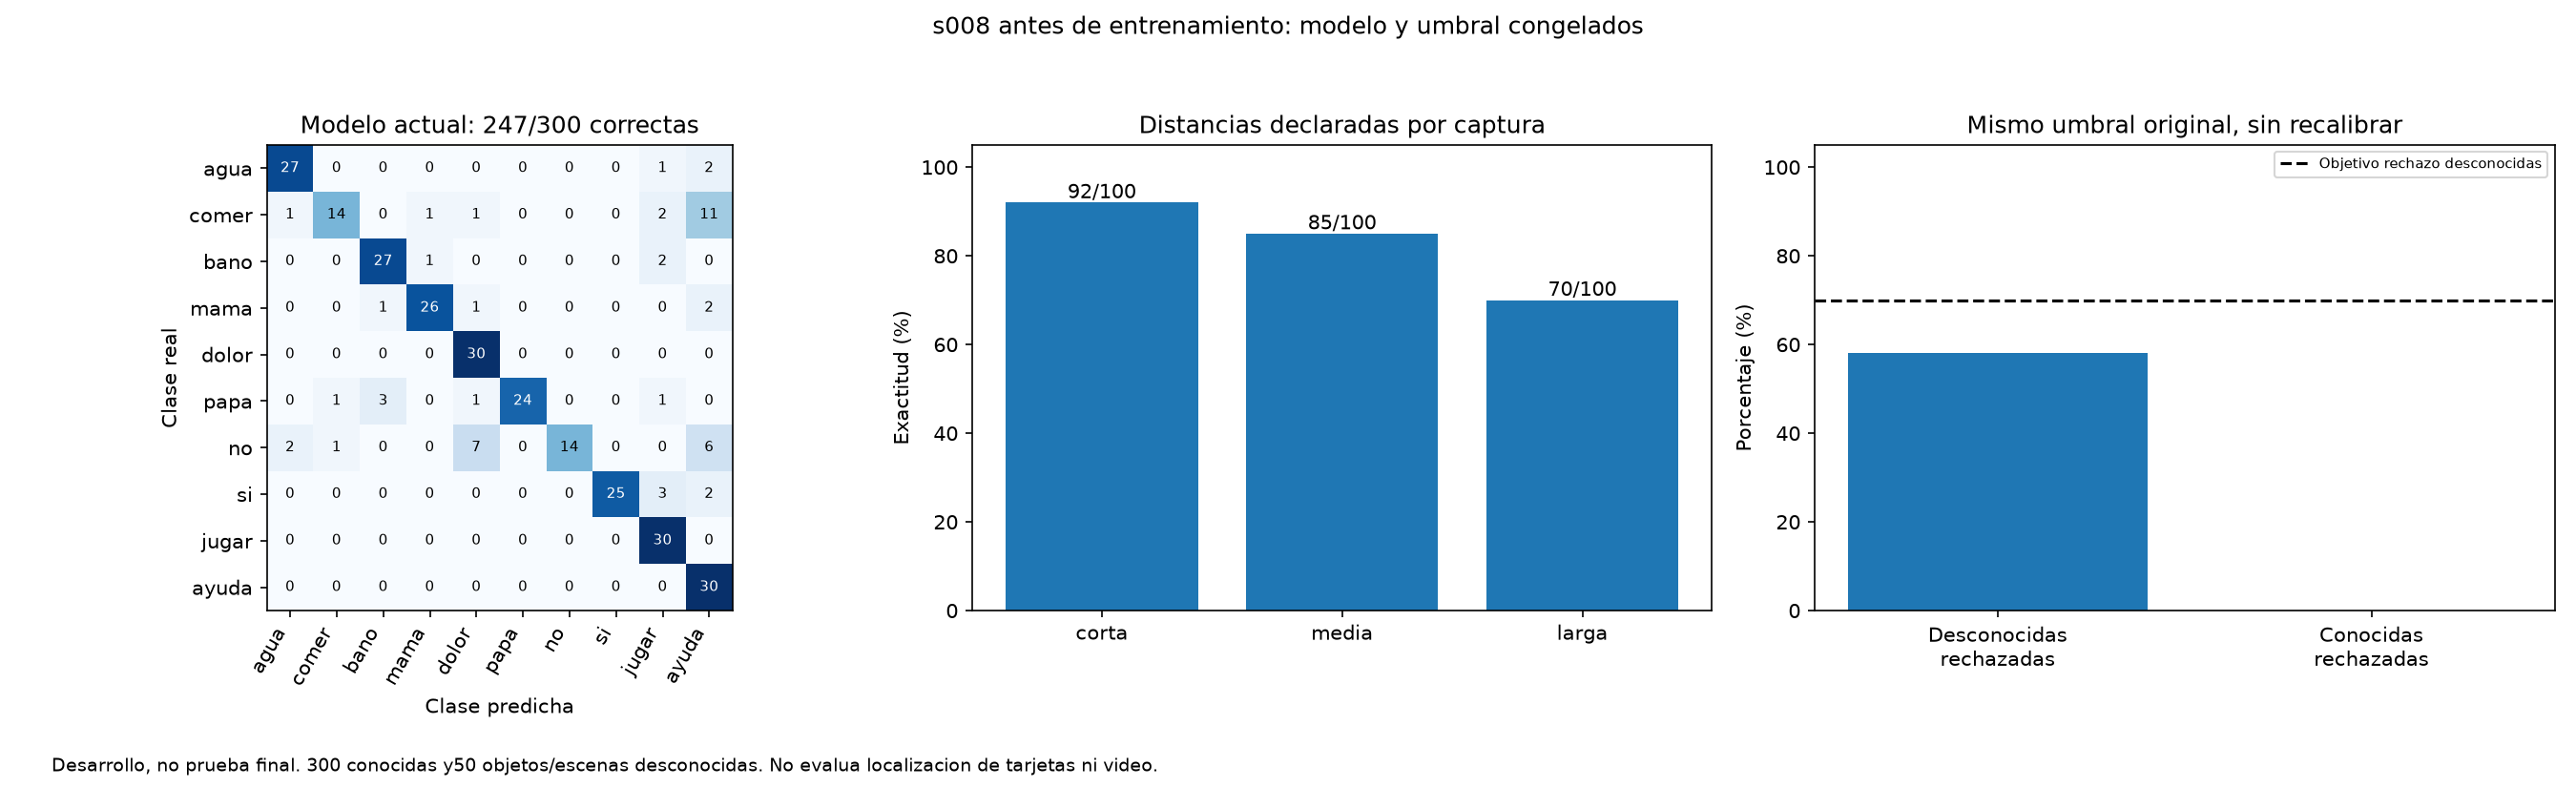 s008 antes de entrenamiento: modelo y umbral congelados
Modelo actual: 247/300 correctas
Clase real
agua 27 0 0 0 0 0 0 0 1 2
comer 1 14 0 1 1 0 0 0 2 11
bano 0 0 27 1 0 0 0 0 2 0
mama 0 0 1 26 1 0 0 0 0 2
dolor 0 0 0 0 30 0 0 0 0 0
papa 0 1 3 0 1 24 0 0 1 0
no 2 1 0 0 7 0 14 0 0 6
si 0 0 0 0 0 0 0 25 3 2
jugar 0 0 0 0 0 0 0 0 30 0
ayuda 0 0 0 0 0 0 0 0 0 30
agua comer bano mama dolor papa no si jugar ayuda
Clase predicha
Distancias declaradas por captura
Exactitud (%)
100
80
60
40
20
0
92/100
85/100
70/100
corta media larga
Mismo umbral original, sin recalibrar
Objetivo rechazo desconocidas
Porcentaje (%)
100
80
60
40
20
0
Desconocidas
rechazadas
Conocidas
rechazadas
Desarrollo, no prueba final. 300 conocidas y50 objetos/escenas desconocidas. No evalua localizacion de tarjetas ni video.